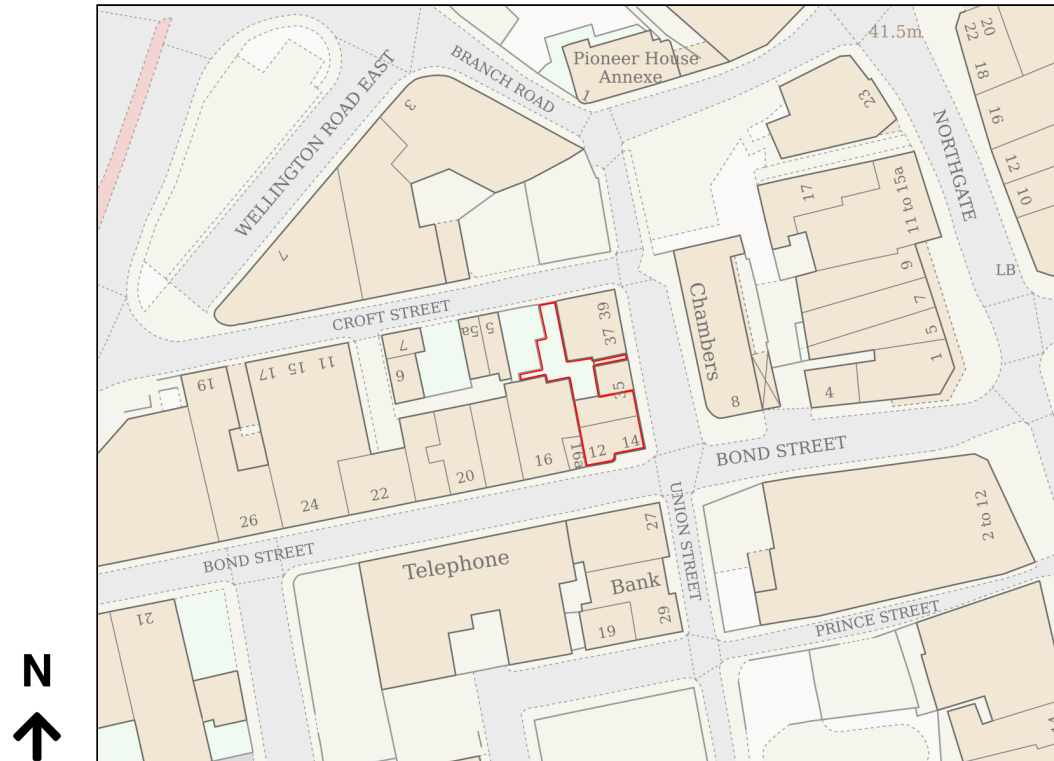 41.5m
20
22
Pioneer House
Annexe
1
BRANCH ROAD
18
3
23
WELLINGTON ROAD EAST
NORTHGATE
16
12
10
17
11 to 15a
7
9
LB
Chambers
CROFT STREET
7
5
5a
37 39
5
1
7
9
11
15
17
19
35
8
4
14
12
16a
16
20
22
24
26
BOND STREET
BOND STREET
UNION STREET
27
2 to 12
Telephone
Bank
29
19
PRINCE STREET
21
N